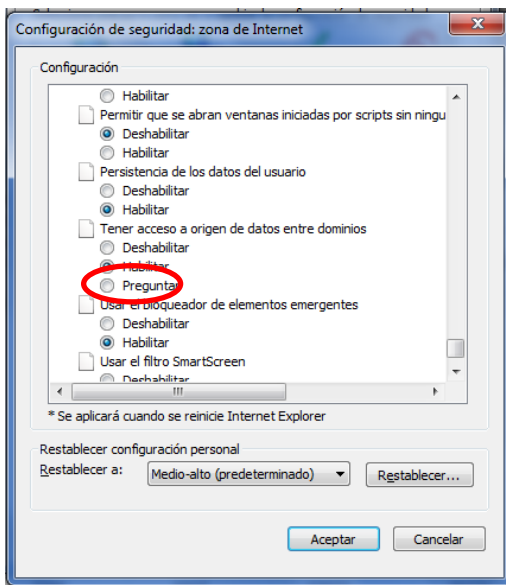 Configuración de seguridad: zona de Internet
Configuración
Habilitar
Permitir que se abran ventanas iniciadas por scripts sin ningu
Deshabilitar
Habilitar
Persistencia de los datos del usuario
Deshabilitar
Habilitar
Tener acceso a origen de datos entre dominios
Deshabilitar
Habilitar
Preguntar
Usar el bloqueador de elementos emergentes
Deshabilitar
Habilitar
Usar el filtro SmartScreen
Deshabilitar
* Se aplicará cuando se reinicie Internet Explorer
Restablecer configuración personal
Restablecer a: Medio-alto (predeterminado) Restablecer...
Aceptar Cancelar